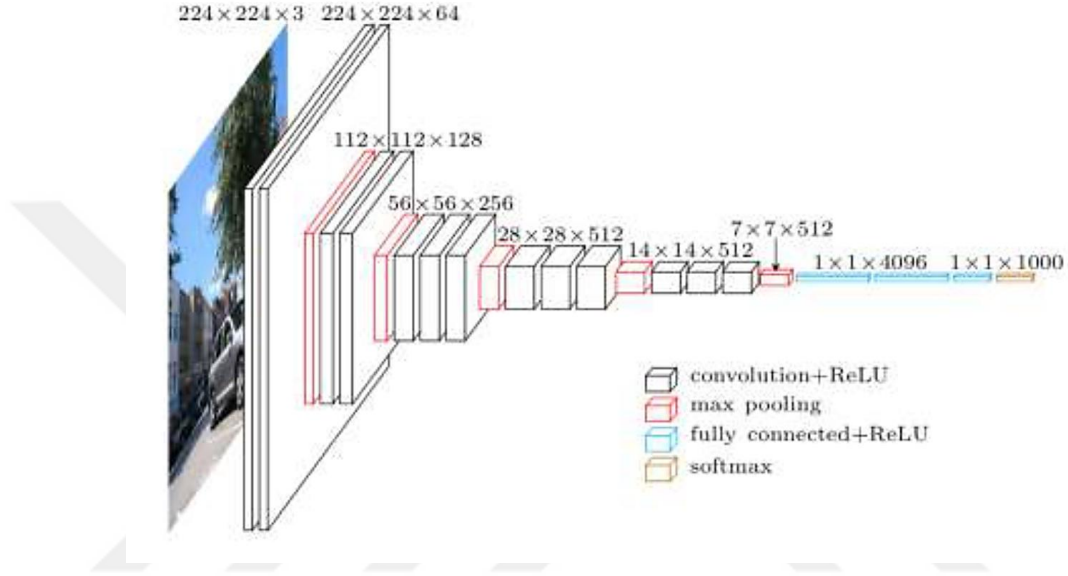 224×224×3
224×224×64
112×112×128
56×56×256
28×28×512
14×14×512
7×7×512
1×1×4096
1×1×1000
convolution+ReLU
max pooling
fully connected+ReLU
softmax